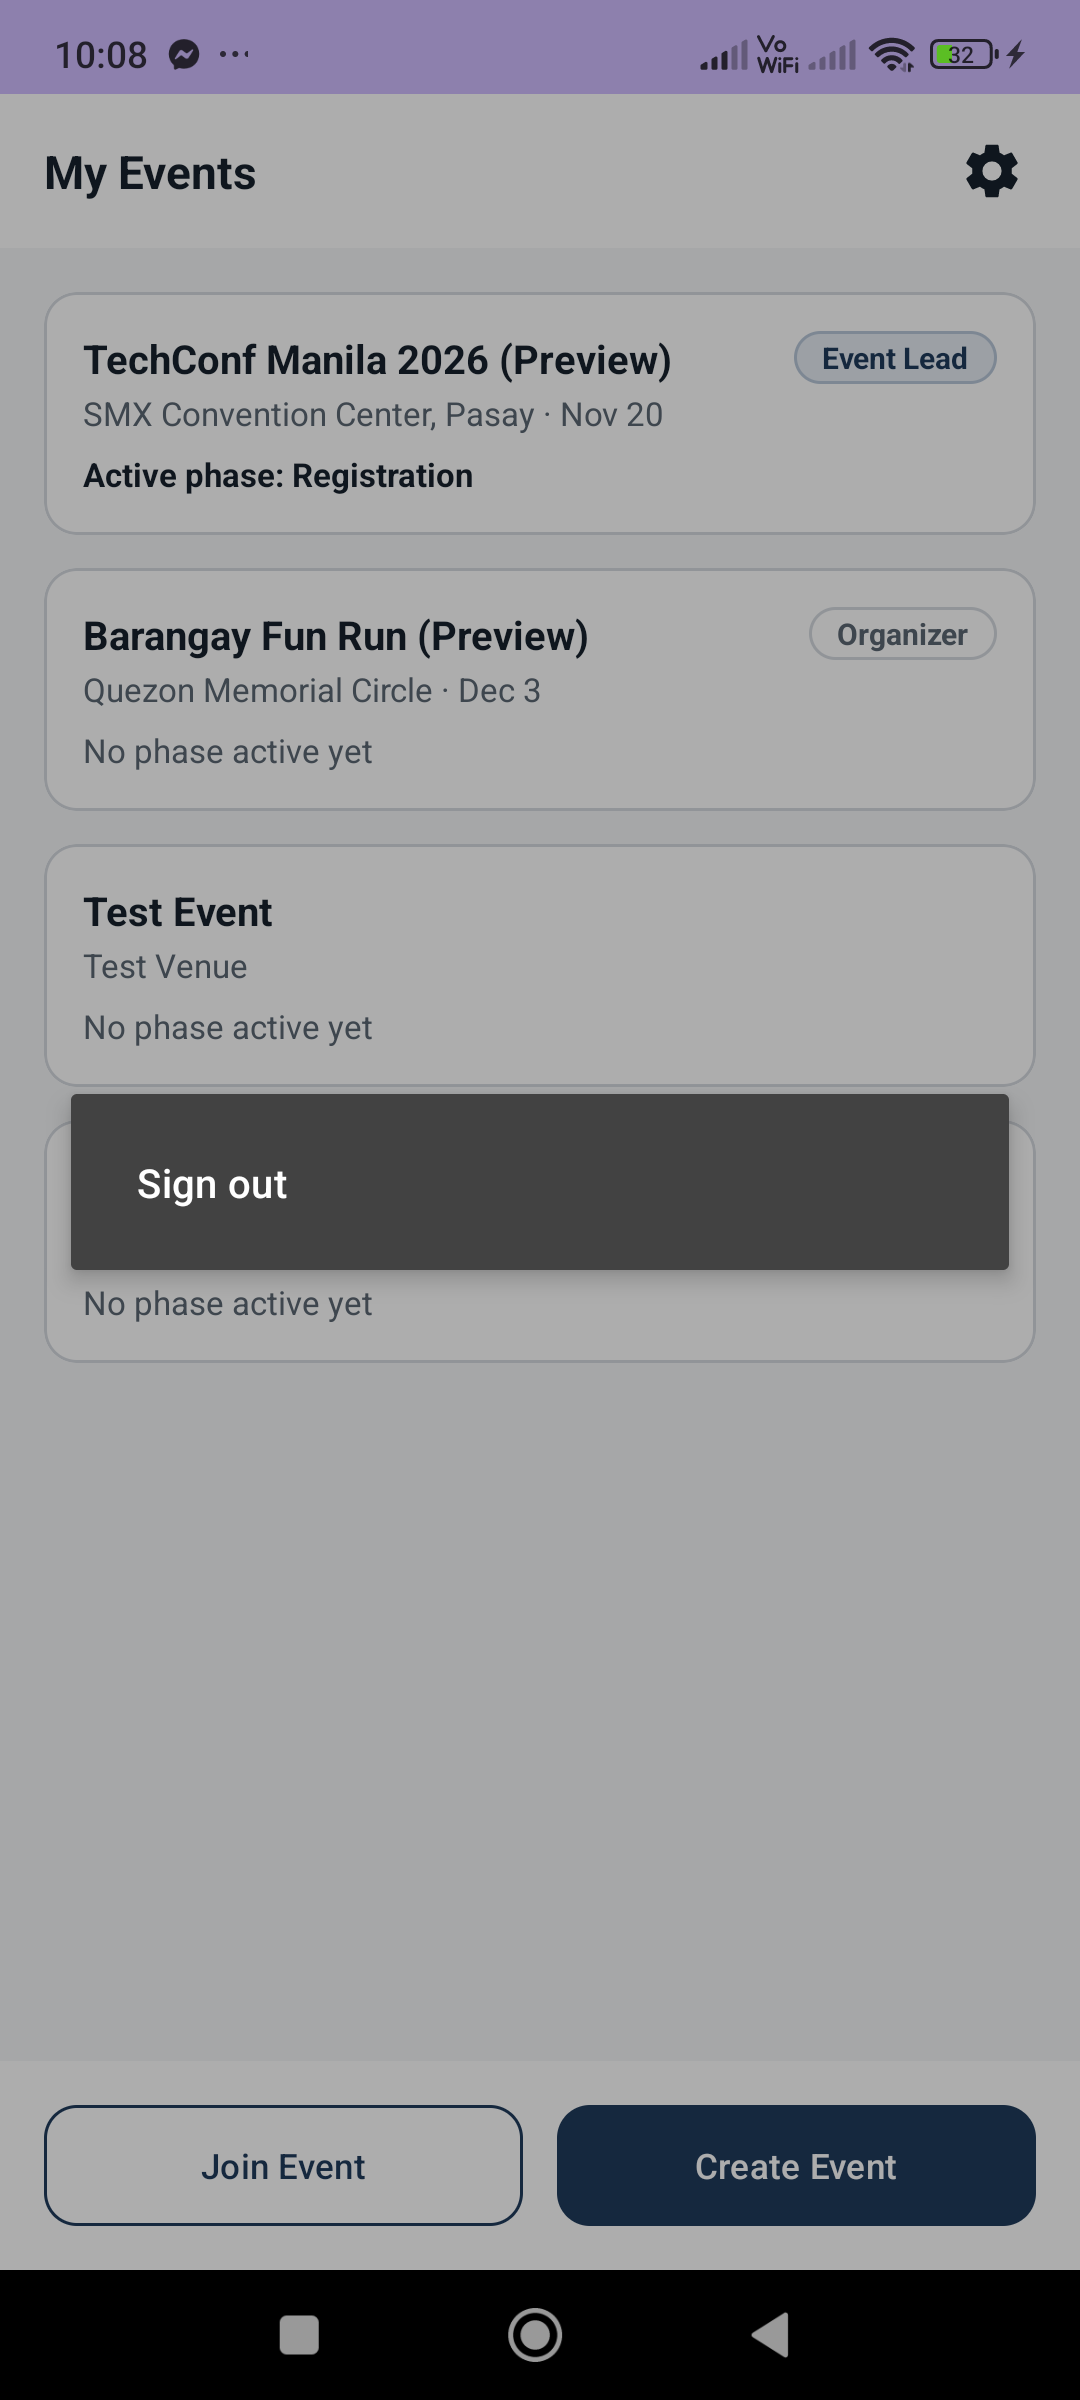 10:08
Vo
WiFi
32
My Events
TechConf Manila 2026 (Preview)
Event Lead
SMX Convention Center, Pasay · Nov 20
Active phase: Registration
Barangay Fun Run (Preview)
Organizer
Quezon Memorial Circle · Dec 3
No phase active yet
Test Event
Test Venue
No phase active yet
Sign out
No phase active yet
Join Event
Create Event